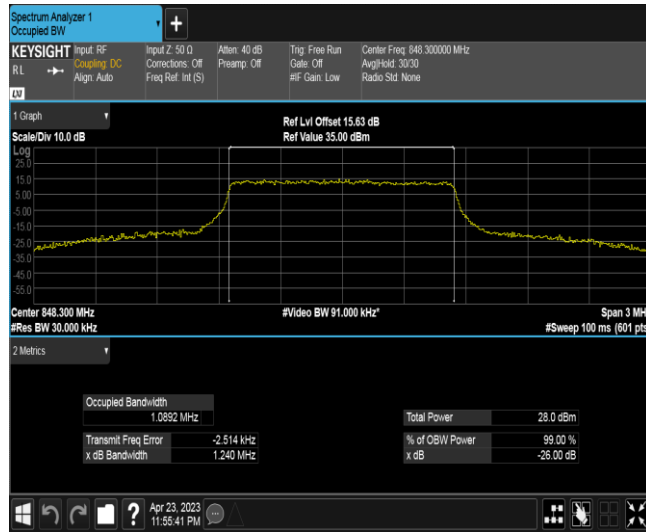 Spectrum Analyzer 1
Occupied BW
+
KEYSIGHT
RL
LXI
Input: RF
Coupling: DC
Align: Auto
Input Z: 50 Ω
Corrections: Off
Freq Ref: Int (S)
Atten: 40 dB
Preamp: Off
Trig: Free Run
Gate: Off
#IF Gain: Low
Center Freq: 848.300000 MHz
Avg|Hold: 30/30
Radio Std: None
1 Graph
Scale/Div 10.0 dB
Ref Lvl Offset 15.63 dB
Ref Value 35.00 dBm
Log
25.0
15.0
5.00
-5.00
-15.0
-25.0
-35.0
-45.0
-55.0
Center 848.300 MHz
#Res BW 30.000 kHz
#Video BW 91.000 kHz*
Span 3 MH
#Sweep 100 ms (601 pts
2 Metrics
Occupied Bandwidth
1.0892 MHz
Transmit Freq Error -2.514 kHz
x dB Bandwidth 1.240 MHz
Total Power 28.0 dBm
% of OBW Power 99.00 %
x dB -26.00 dB
?
Apr 23, 2023
11:55:41 PM